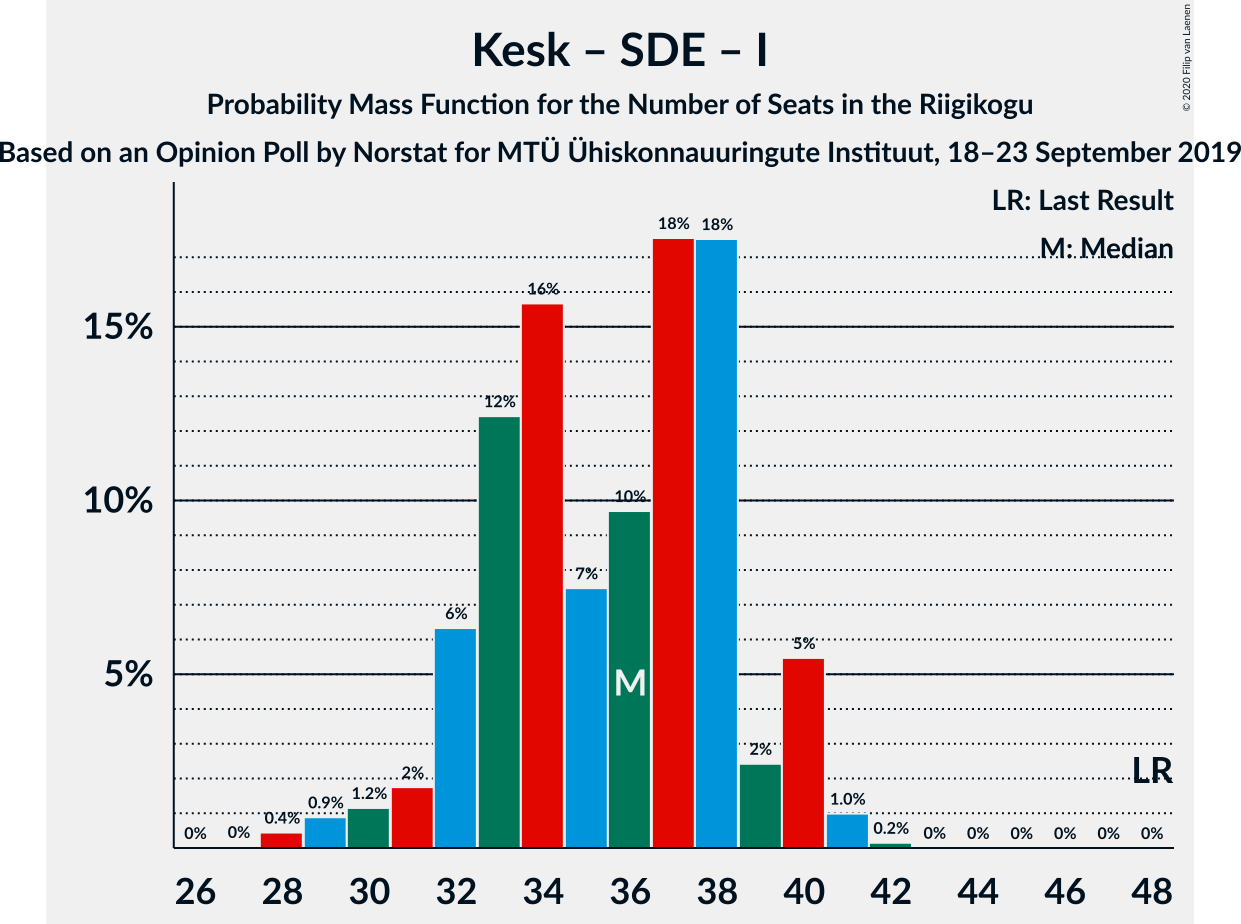 Kesk – SDE – I
Probability Mass Function for the Number of Seats in the Riigikogu
Based on an Opinion Poll by Norstat for MTÜ Ühiskonnauuringute Instituut, 18–23 September 2019
© 2020 Filip van Laenen
LR: Last Result
M: Median
18% 18%
16%
15%
12%
10% 10%
7%
6%
5%
5%
M
2%
LR
2%
0% 0% 0.4% 0.9% 1.2% 1.0% 0.2% 0% 0% 0% 0% 0% 0%
26 28 30 32 34 36 38 40 42 44 46 48